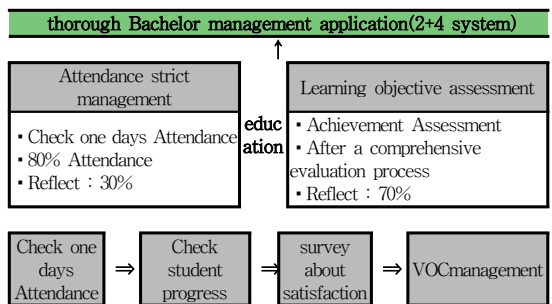 thorough Bachelor management application(2+4 system)
↑
Attendance strict
management
▪ Check one days Attendance
▪ 80% Attendance
▪ Reflect : 30%
educ
ation
Learning objective assessment
▪ Achievement Assessment
▪ After a comprehensive
evaluation process
▪ Reflect : 70%
Check one
days
Attendance
⇒
Check
student
progress
⇒
survey
about
satisfaction
⇒
VOCmanagement